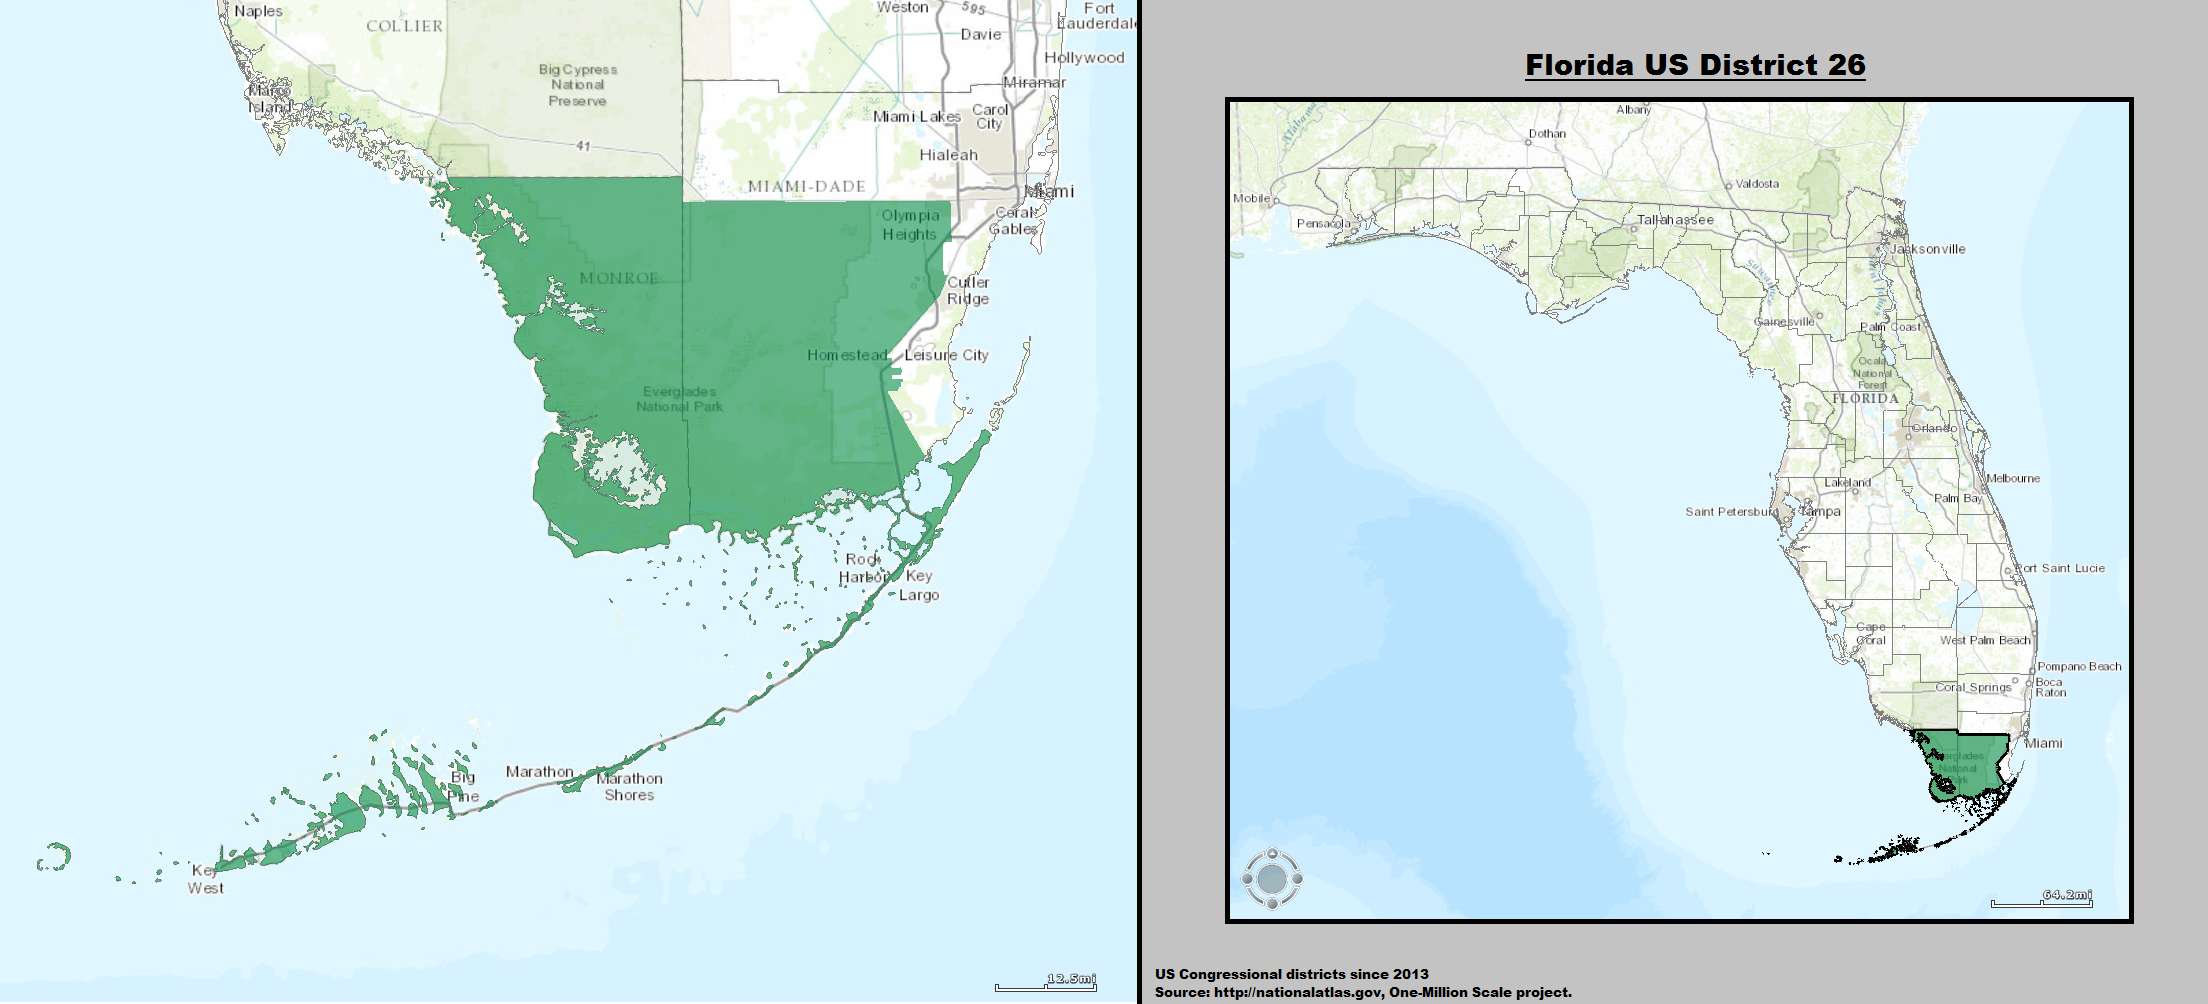 Naples
COLLIER
Weston
595
Fort
Lauderdale
Davie
Hollywood
Big Cypress
National
Preserve
Miramar
Marco
Island
Miami Lakes
Carol
City
41
Hialeah
MIAMI-DADE
Miami
Olympia
Heights
Coral
Gables
MONROE
Cutler
Ridge
Homestead
Leisure City
Everglades
National Park
Rock
Harbor
Key
Largo
Big
Pine
Marathon
Marathon
Shores
Key
West
12.5mi
Florida US District 26
Albany
Alabama
Dothan
Valdosta
Mobile
Pensacola
Tallahassee
Jacksonville
Suwannee
Saint Johns
Gainesville
Palm Coast
Ocala
National
Forest
FLORIDA
Orlando
Melbourne
Lakeland
Palm Bay
Saint Petersburg
Tampa
Port Saint Lucie
Cape
Coral
West Palm Beach
Pompano Beach
Coral Springs
Boca
Raton
Miami
Everglades
National
Park
64.2mi
US Congressional districts since 2013
Source: http://nationalatlas.gov, One-Million Scale project.